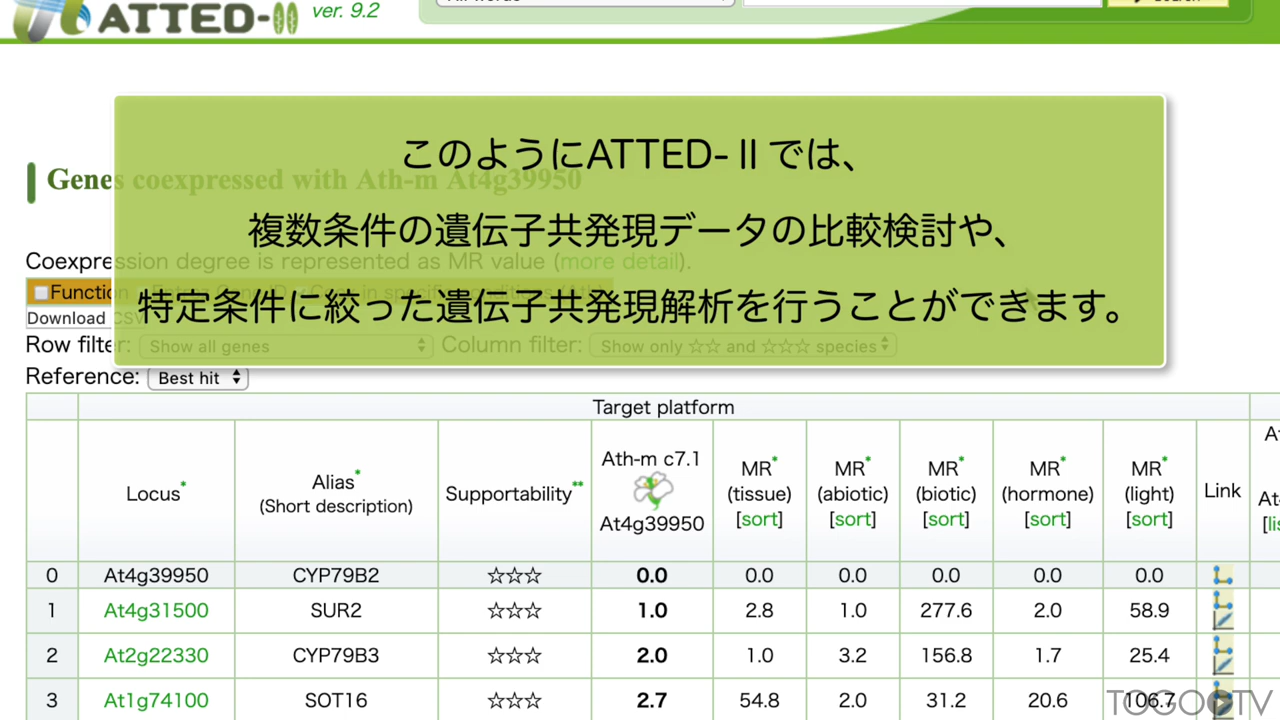 ATTED-II ver. 9.2
このようにATTED-Ⅱでは、
複数条件の遺伝子共発現データの比較検討や、
特定条件に絞った遺伝子共発現解析を行うことができます。
Genes coexpressed with Ath-m At4g39950
Coexpression degree is represented as MR value (more detail).
Function
Download CSV
Row filter: Show all genes Column filter: Show only ☆☆ and ☆☆☆ species
Reference: Best hit
Target platform
Locus* Alias* (Short description) Supportability** Ath-m c7.1 At4g39950 MR* (tissue) [sort] MR* (abiotic) [sort] MR* (biotic) [sort] MR* (hormone) [sort] MR* (light) [sort] Link
0 At4g39950 CYP79B2 ☆☆☆ 0.0 0.0 0.0 0.0 0.0 0.0
1 At4g31500 SUR2 ☆☆☆ 1.0 2.8 1.0 277.6 2.0 58.9
2 At2g22330 CYP79B3 ☆☆☆ 2.0 1.0 3.2 156.8 1.7 25.4
3 At1g74100 SOT16 ☆☆☆ 2.7 54.8 2.0 31.2 20.6 106.7
TOGOTV